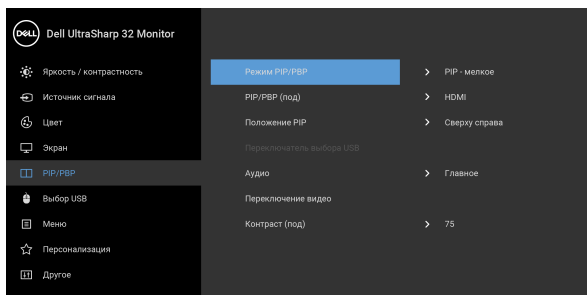 DELL Dell UltraSharp 32 Monitor
Яркость / контрастность
Режим PIP/PBP > PIP - мелкое
Источник сигнала
PIP/PBP (под) > HDMI
Цвет
Положение PIP > Сверху справа
Экран
Переключатель выбора USB
PIP/PBP
Аудио > Главное
Выбор USB
Переключение видео
Меню
Контраст (под) > 75
Персонализация
Другое